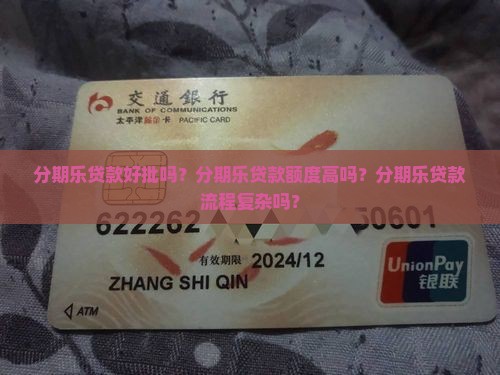 交通銀行
BANK OF COMMUNICATIONS
太平洋 卡 PACIFIC CARD
分期乐贷款好批吗？分期乐贷款额度高吗？分期乐贷款
流程复杂吗？
622262 50601
有效期限 2024/12
UnionPay
银联
ZHANG SHI QIN
ATM